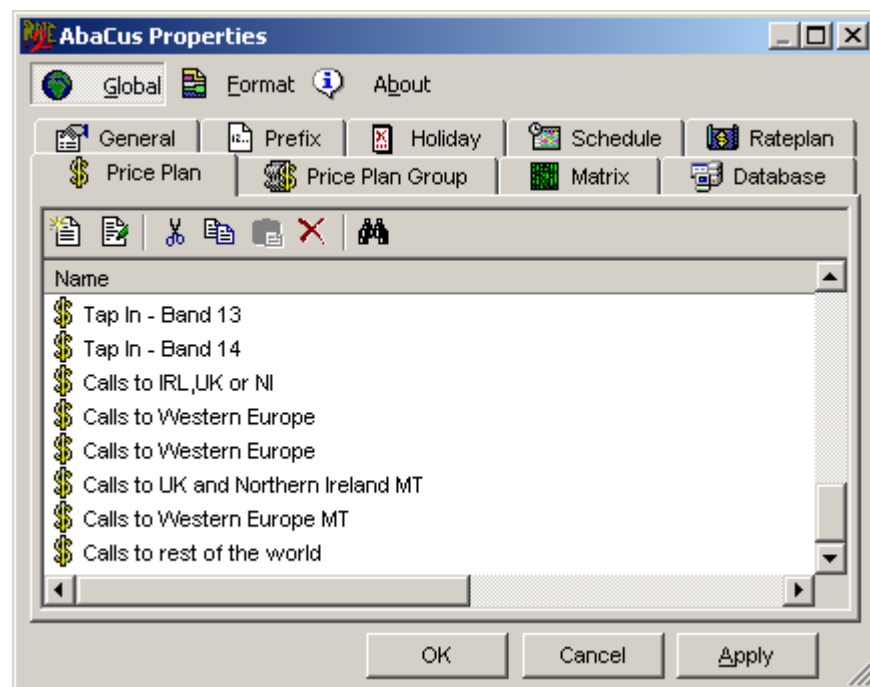 AbaCus Properties
Global Format About
General Prefix Holiday Schedule Rateplan
Price Plan Price Plan Group Matrix Database
Name
Tap In - Band 13
Tap In - Band 14
Calls to IRL,UK or NI
Calls to Western Europe
Calls to Western Europe
Calls to UK and Northern Ireland MT
Calls to Western Europe MT
Calls to rest of the world
OK Cancel Apply